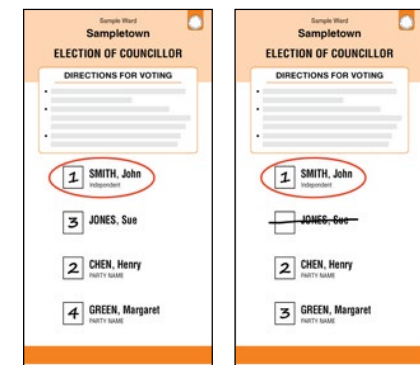 Sample Ward
Sampletown
ELECTION OF COUNCILLOR
DIRECTIONS FOR VOTING
1 SMITH, John
Independent
3 JONES, Sue
2 CHEN, Henry
PARTY NAME
4 GREEN, Margaret
PARTY NAME
Sample Ward
Sampletown
ELECTION OF COUNCILLOR
DIRECTIONS FOR VOTING
1 SMITH, John
Independent
JONES, Sue
2 CHEN, Henry
PARTY NAME
3 GREEN, Margaret
PARTY NAME